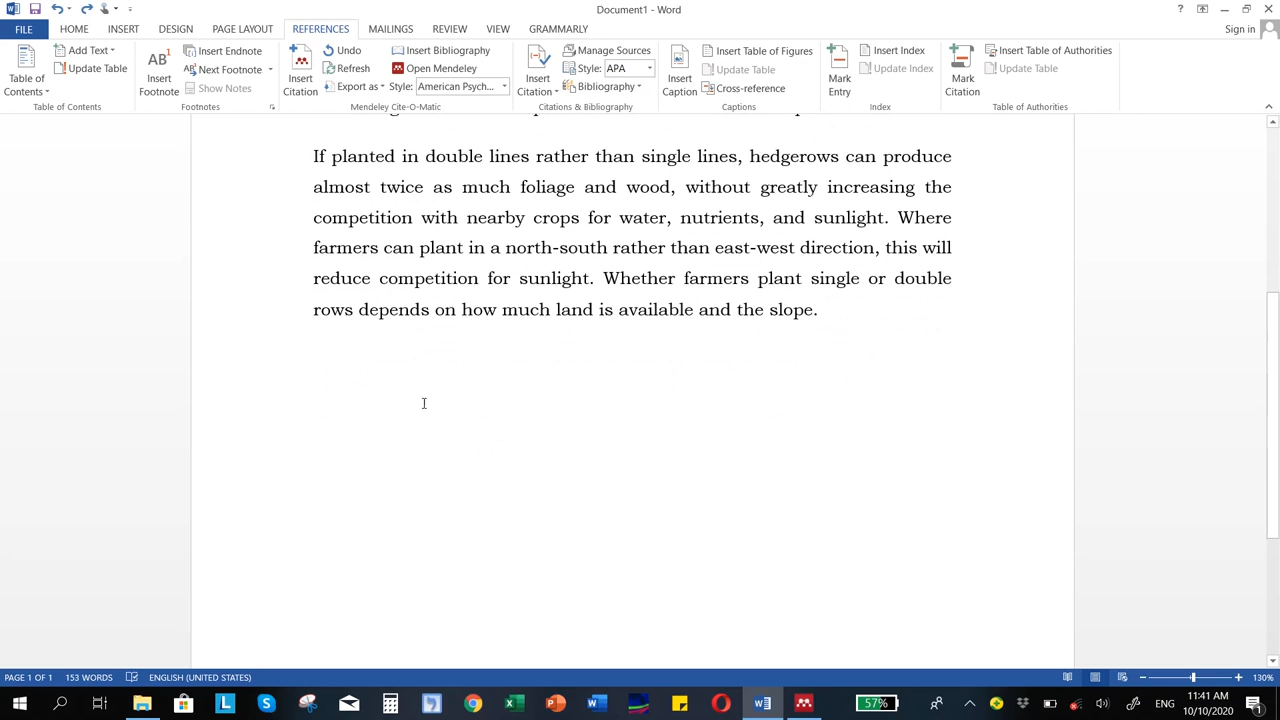 Document1 - Word
Sign in
FILE HOME INSERT DESIGN PAGE LAYOUT REFERENCES MAILINGS REVIEW VIEW GRAMMARLY
Table of Contents
Add Text
Update Table
Table of Contents
AB1
Insert Footnote
Insert Endnote
Next Footnote
Show Notes
Footnotes
Insert Citation
Undo
Refresh
Export as
Insert Bibliography
Open Mendeley
Style: American Psych...
Mendeley Cite-O-Matic
Insert Citation
Manage Sources
Style: APA
Bibliography
Citations & Bibliography
Insert Caption
Insert Table of Figures
Update Table
Cross-reference
Captions
Mark Entry
Insert Index
Update Index
Index
Mark Citation
Insert Table of Authorities
Update Table
Table of Authorities
If planted in double lines rather than single lines, hedgerows can produce
almost twice as much foliage and wood, without greatly increasing the
competition with nearby crops for water, nutrients, and sunlight. Where
farmers can plant in a north-south rather than east-west direction, this will
reduce competition for sunlight. Whether farmers plant single or double
rows depends on how much land is available and the slope.
PAGE 1 OF 1 153 WORDS ENGLISH (UNITED STATES) 130%
57%
ENG
11:41 AM
10/10/2020